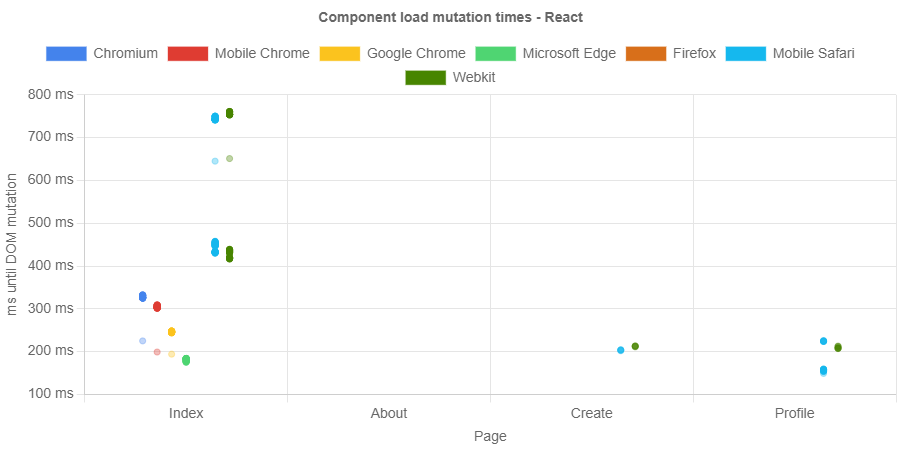 Component load mutation times - React
Chromium Mobile Chrome Google Chrome Microsoft Edge Firefox Mobile Safari
Webkit
800 ms
700 ms
600 ms
500 ms
400 ms
300 ms
200 ms
100 ms
ms until DOM mutation
Index About Create Profile
Page